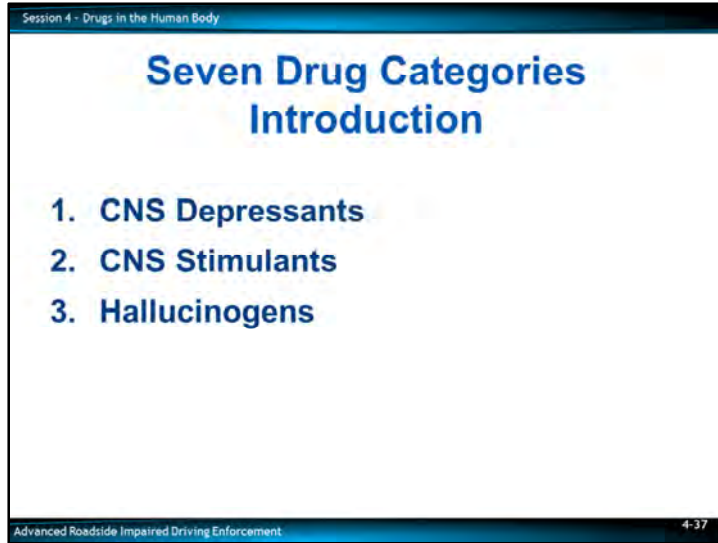 Session 4 - Drugs in the Human Body
Seven Drug Categories
Introduction
1. CNS Depressants
2. CNS Stimulants
3. Hallucinogens
Advanced Roadside Impaired Driving Enforcement
4-37